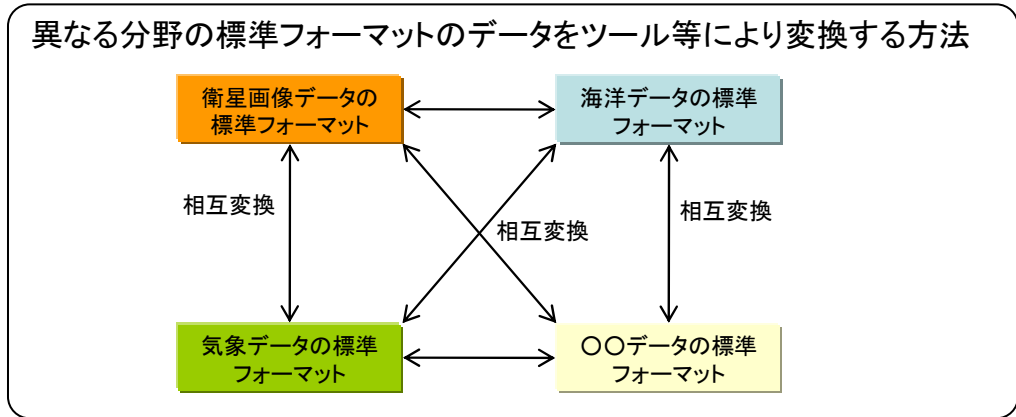 異なる分野の標準フォーマットのデータをツール等により変換する方法
衛星画像データの
標準フォーマット
海洋データの標準
フォーマット
相互変換
相互変換
相互変換
気象データの標準
フォーマット
〇〇データの標準
フォーマット